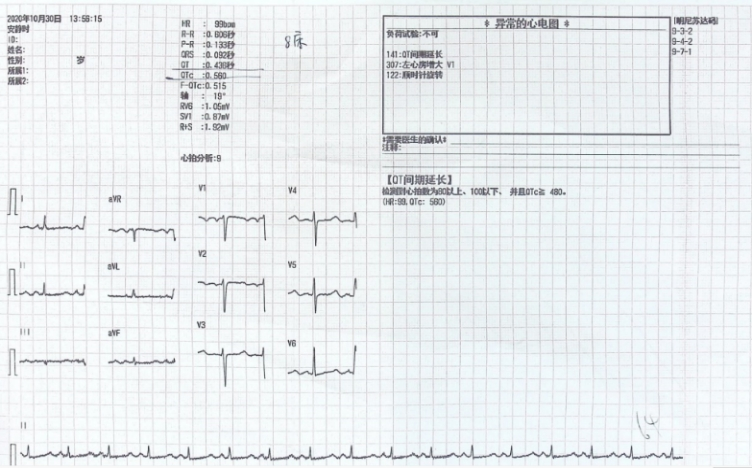 2020年10月30日 13:56:15
安静时
ID:
姓名:
性别: 岁
所属1:
所属2:
HR : 99bpm
R-R :0.606秒
P-R :0.133秒
QRS :0.092秒
QT :0.436秒
QTc :0.560
F-QTc:0.515
轴 : 19°
RV6 :1.05mV
SV1 :0.87mV
R+S :1.92mV
心拍分析:9
8床
* 异常的心电图 *
负荷试验:不可
141:QT间期延长
307:左心房增大 V1
122:顺时针旋转
[明尼苏达码]
9-3-2
9-4-2
9-7-1
*需要医生的确认*
注释:
【QT间期延长】
检测到心拍数为80以上、100以下、 并且QTc≧ 480。
(HR:99,QTc: 560)
I
aVR
V1
V4
II
aVL
V2
V5
III
aVF
V3
V6
II